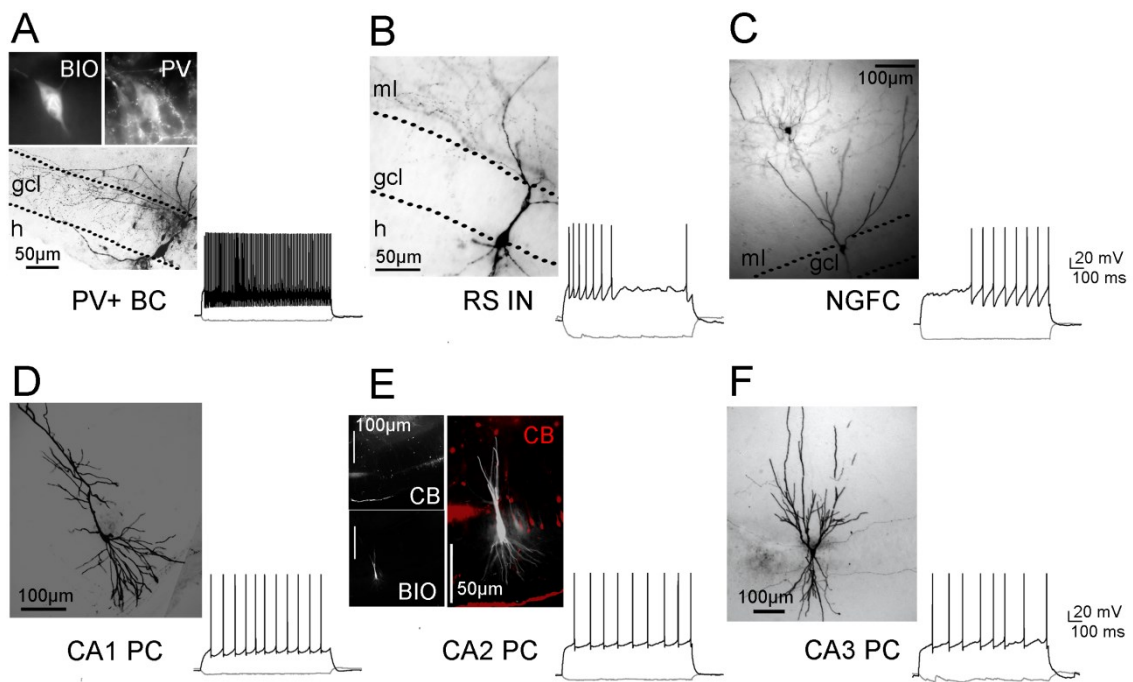 A
BIO
PV
gcl
h
50µm
PV+ BC
B
ml
gcl
h
50µm
RS IN
C
100µm
ml
gcl
NGFC
20 mV
100 ms
D
100µm
CA1 PC
E
100µm
CB
BIO
CB
50µm
CA2 PC
F
100µm
CA3 PC
20 mV
100 ms